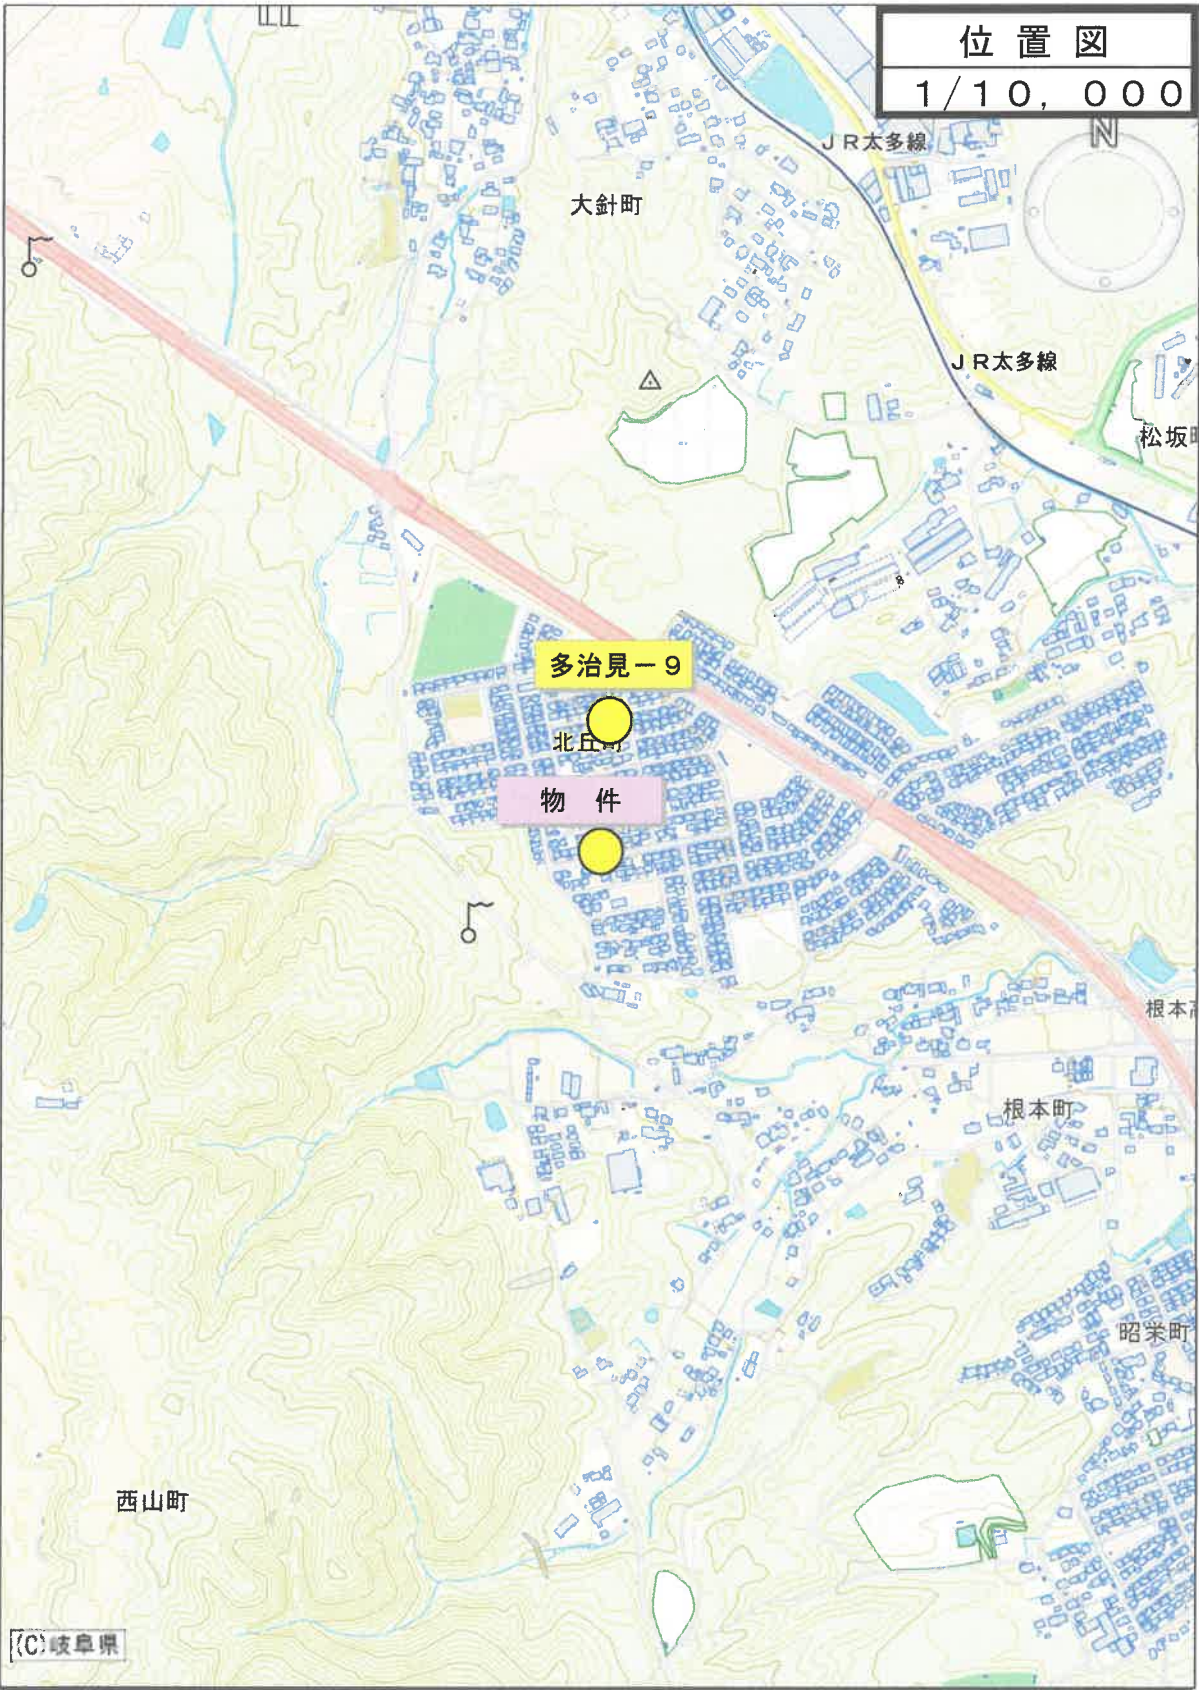 位置図
1/10,000
N
JR太多線
大針町
JR太多線
松坂
多治見-9
北丘町
物件
根本
根本町
昭栄町
西山町
(C)岐阜県